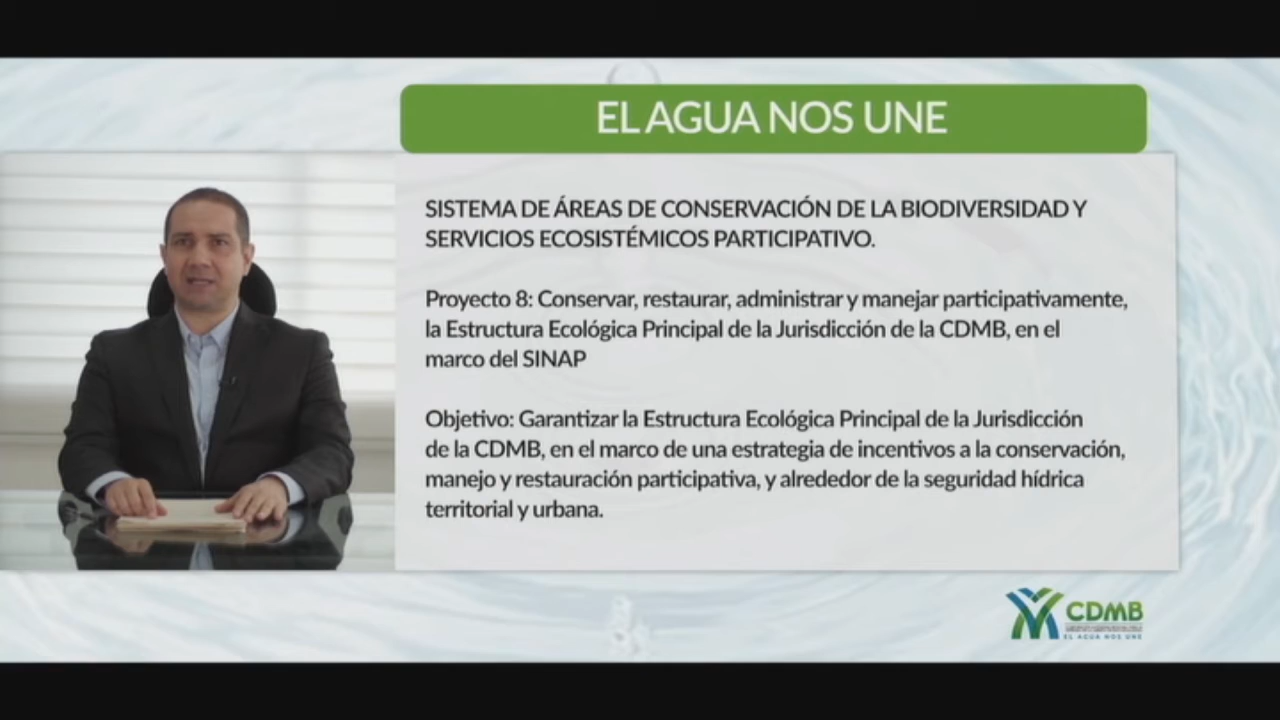 EL AGUA NOS UNE
SISTEMA DE ÁREAS DE CONSERVACIÓN DE LA BIODIVERSIDAD Y
SERVICIOS ECOSISTÉMICOS PARTICIPATIVO.
Proyecto 8: Conservar, restaurar, administrar y manejar participativamente,
la Estructura Ecológica Principal de la Jurisdicción de la CDMB, en el
marco del SINAP
Objetivo: Garantizar la Estructura Ecológica Principal de la Jurisdicción
de la CDMB, en el marco de una estrategia de incentivos a la conservación,
manejo y restauración participativa, y alrededor de la seguridad hídrica
territorial y urbana.
CDMB
EL AGUA NOS UNE